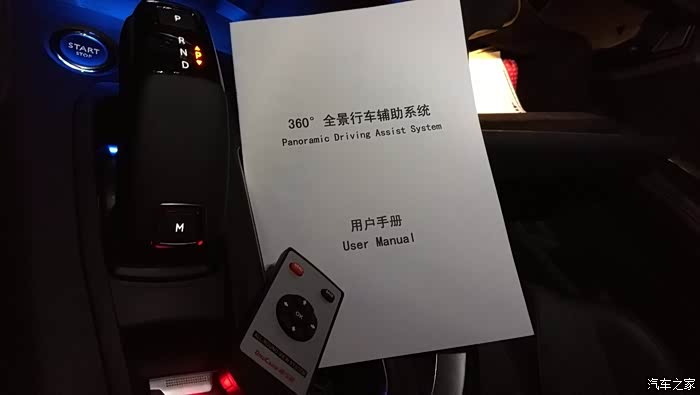 START
STOP
P
R
N
D
P
M
360° 全景行车辅助系统
Panoramic Driving Assist System
用户手册
User Manual
OK
汽车之家